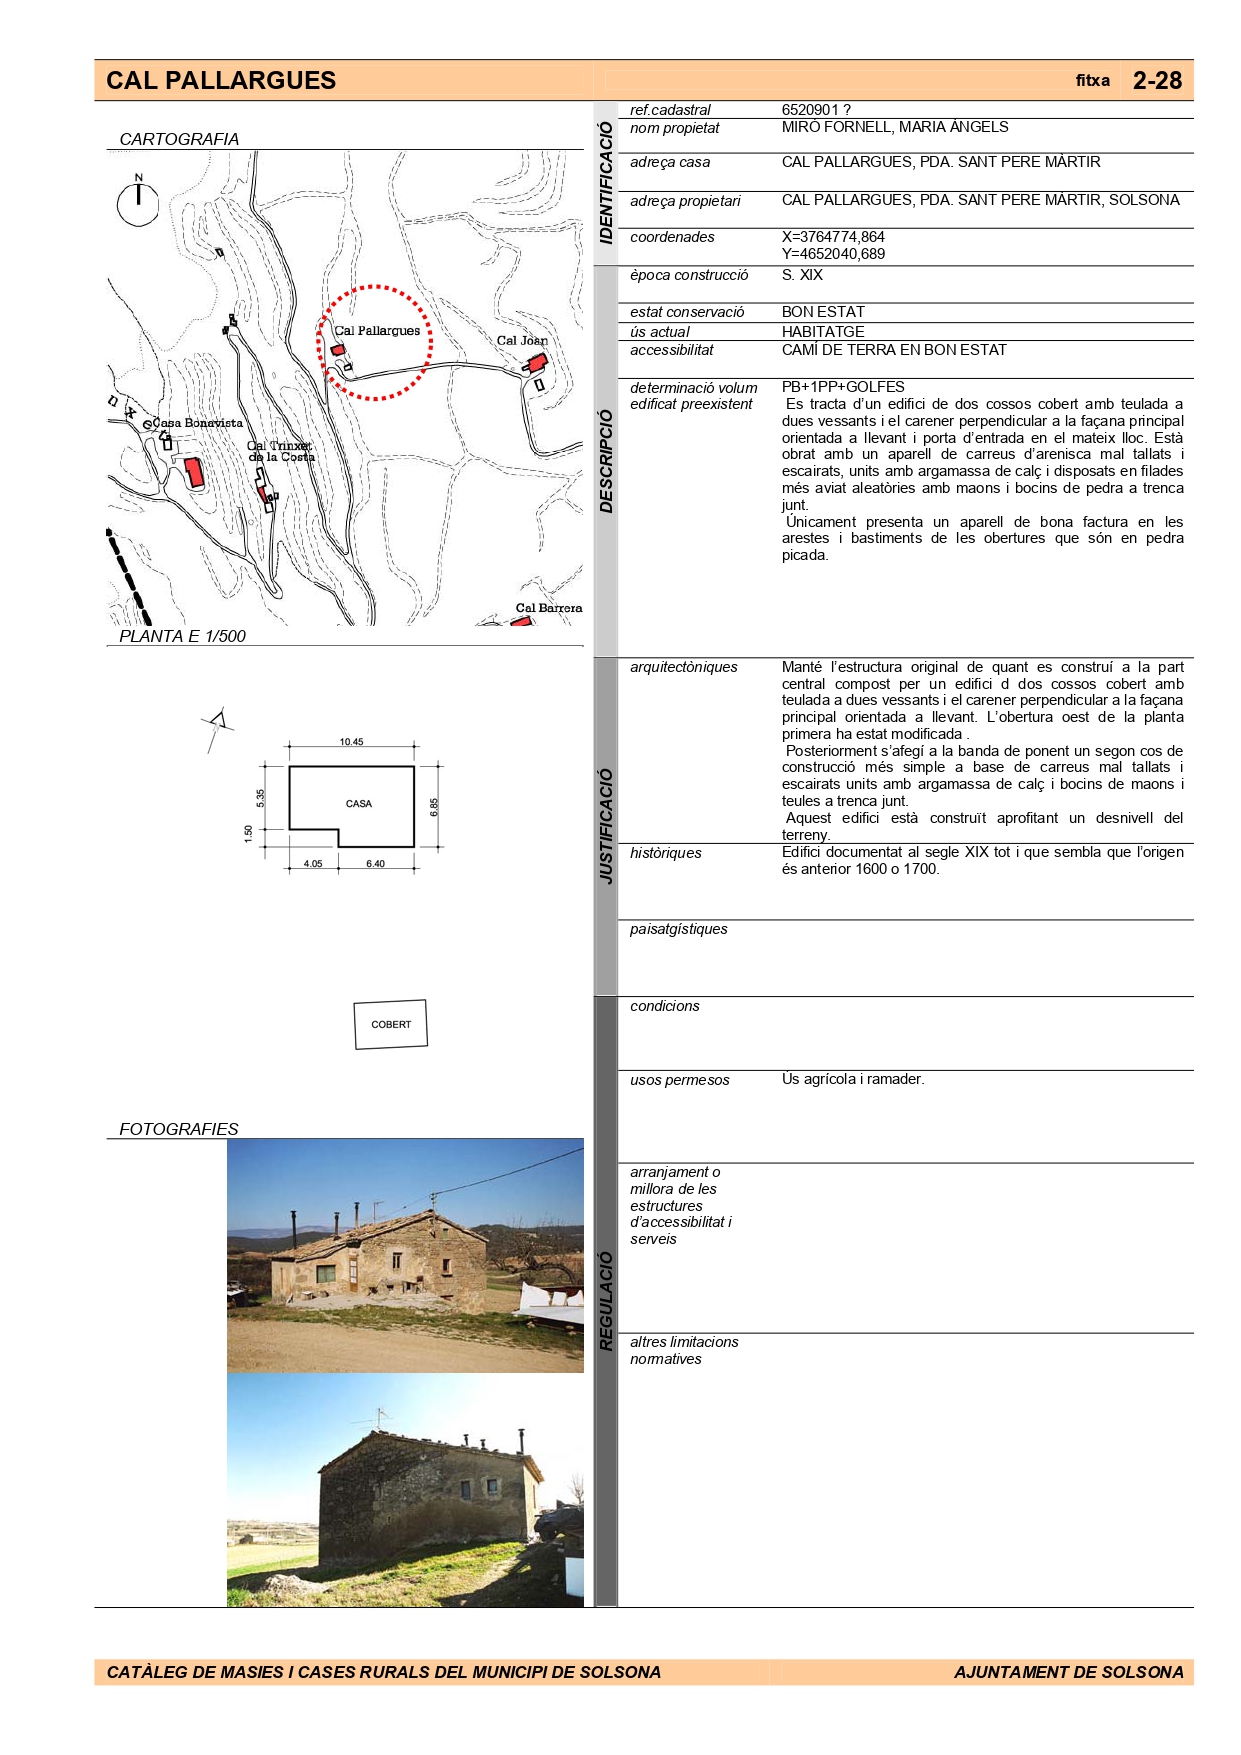 CAL PALLARGUES
fitxa 2-28
CARTOGRAFIA
N
Cal Pallargues
Cal Joan
Casa Bonavista
Cal Trinxet
de la Costa
Cal Barrera
PLANTA E 1/500
10.45
5.35
CASA
6.85
1.50
4.05
6.40
COBERT
FOTOGRAFIES
IDENTIFICACIÓ
ref.cadastral 6520901 ?
nom propietat MIRÓ FORNELL, MARIA ÀNGELS
adreça casa CAL PALLARGUES, PDA. SANT PERE MÀRTIR
adreça propietari CAL PALLARGUES, PDA. SANT PERE MÀRTIR, SOLSONA
coordenades X=3764774,864
Y=4652040,689
DESCRIPCIÓ
època construcció S. XIX
estat conservació BON ESTAT
ús actual HABITATGE
accessibilitat CAMÍ DE TERRA EN BON ESTAT
determinació volum edificat preexistent
PB+1PP+GOLFES
Es tracta d'un edifici de dos cossos cobert amb teulada a
dues vessants i el carener perpendicular a la façana principal
orientada a llevant i porta d'entrada en el mateix lloc. Està
obrat amb un aparell de carreus d'arenisca mal tallats i
escairats, units amb argamassa de calç i disposats en filades
més aviat aleatòries amb maons i bocins de pedra a trenca
junt.
Únicament presenta un aparell de bona factura en les
arestes i bastiments de les obertures que són en pedra
picada.
JUSTIFICACIÓ
arquitectòniques Manté l'estructura original de quant es construí a la part
central compost per un edifici d dos cossos cobert amb
teulada a dues vessants i el carener perpendicular a la façana
principal orientada a llevant. L'obertura oest de la planta
primera ha estat modificada .
Posteriorment s'afegí a la banda de ponent un segon cos de
construcció més simple a base de carreus mal tallats i
escairats units amb argamassa de calç i bocins de maons i
teules a trenca junt.
Aquest edifici està construït aprofitant un desnivell del
terreny.
històriques Edifici documentat al segle XIX tot i que sembla que l'origen
és anterior 1600 o 1700.
paisatgístiques
REGULACIÓ
condicions
usos permesos Ús agrícola i ramader.
arranjament o
millora de les
estructures
d'accessibilitat i
serveis
altres limitacions
normatives
CATÀLEG DE MASIES I CASES RURALS DEL MUNICIPI DE SOLSONA
AJUNTAMENT DE SOLSONA